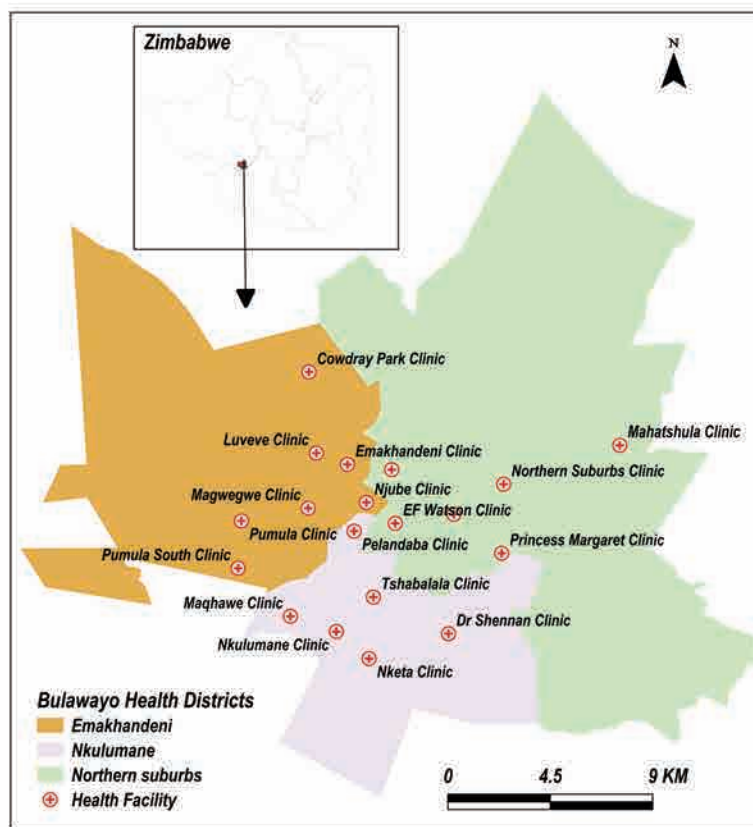 Zimbabwe
N
Cowdray Park Clinic
Mahatshula Clinic
Luveve Clinic
Emakhandeni Clinic
Northern Suburbs Clinic
Magwegwe Clinic
Njube Clinic
EF Watson Clinic
Pumula Clinic
Pelandaba Clinic
Princess Margaret Clinic
Pumula South Clinic
Tshabalala Clinic
Maqhawe Clinic
Dr Shennan Clinic
Nkulumane Clinic
Nketa Clinic
Bulawayo Health Districts
Emakhandeni
Nkulumane
Northern suburbs
Health Facility
0 4.5 9 KM